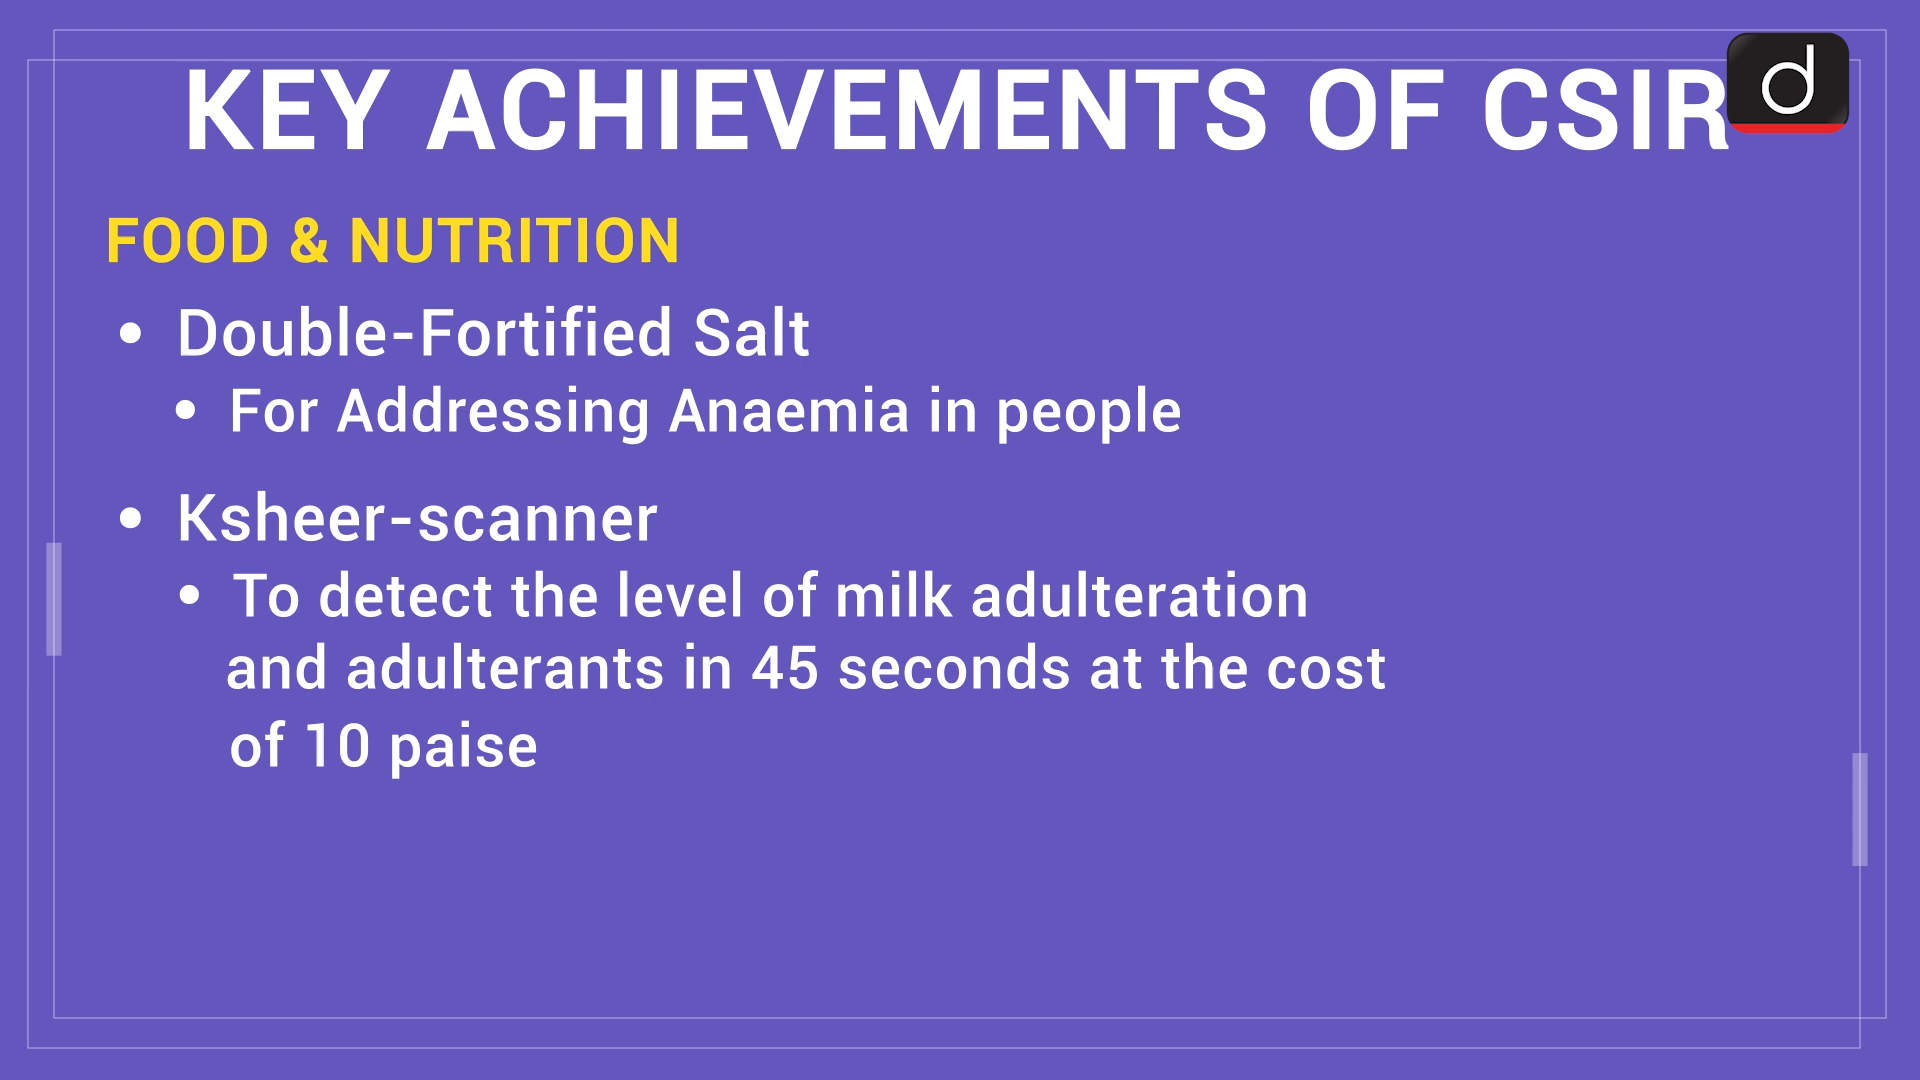 KEY ACHIEVEMENTS OF CSIR
d
FOOD & NUTRITION
• Double-Fortified Salt
• For Addressing Anaemia in people
• Ksheer-scanner
• To detect the level of milk adulteration
and adulterants in 45 seconds at the cost
of 10 paise